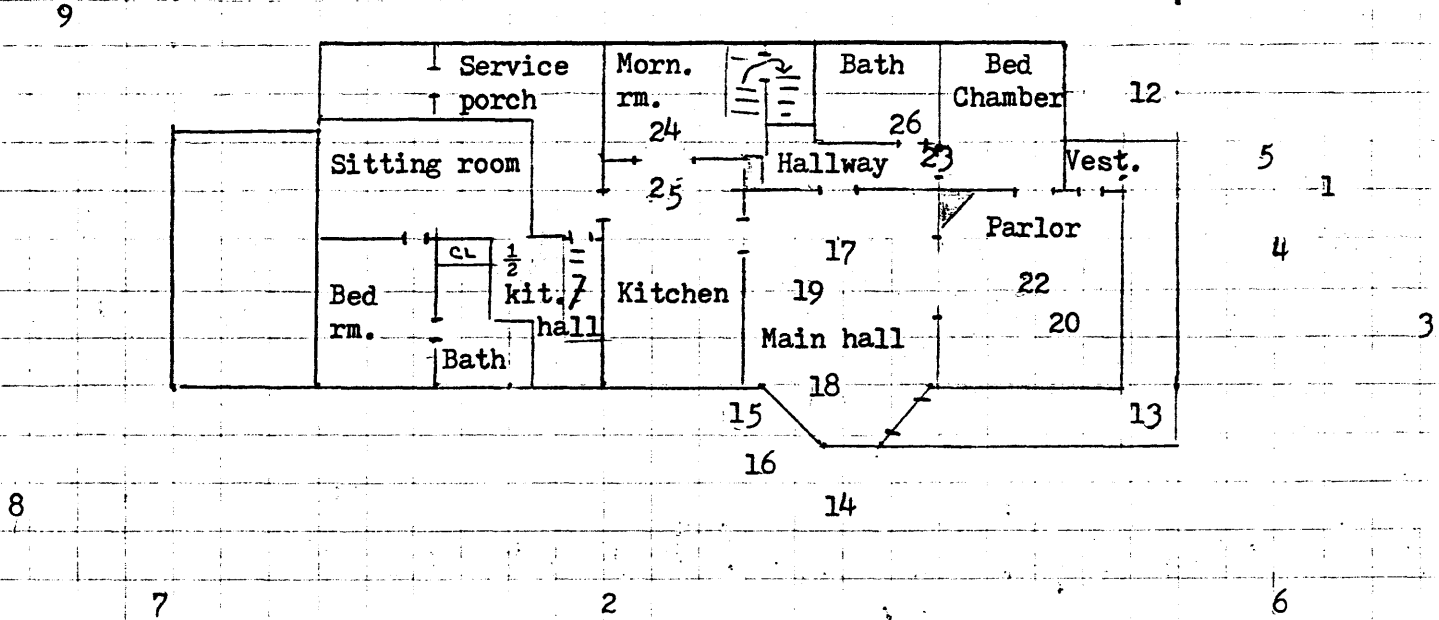 9
Service Morn. Bath Bed
porch rm. Chamber 12
24 26
Sitting room Hallway 23 Vest. 5
25 1
Parlor
CL 1/2 17 4
Bed kit. 7 Kitchen 19 22
rm. hall Main hall 20 3
Bath
18
15 13
16
8 14
7 2 6